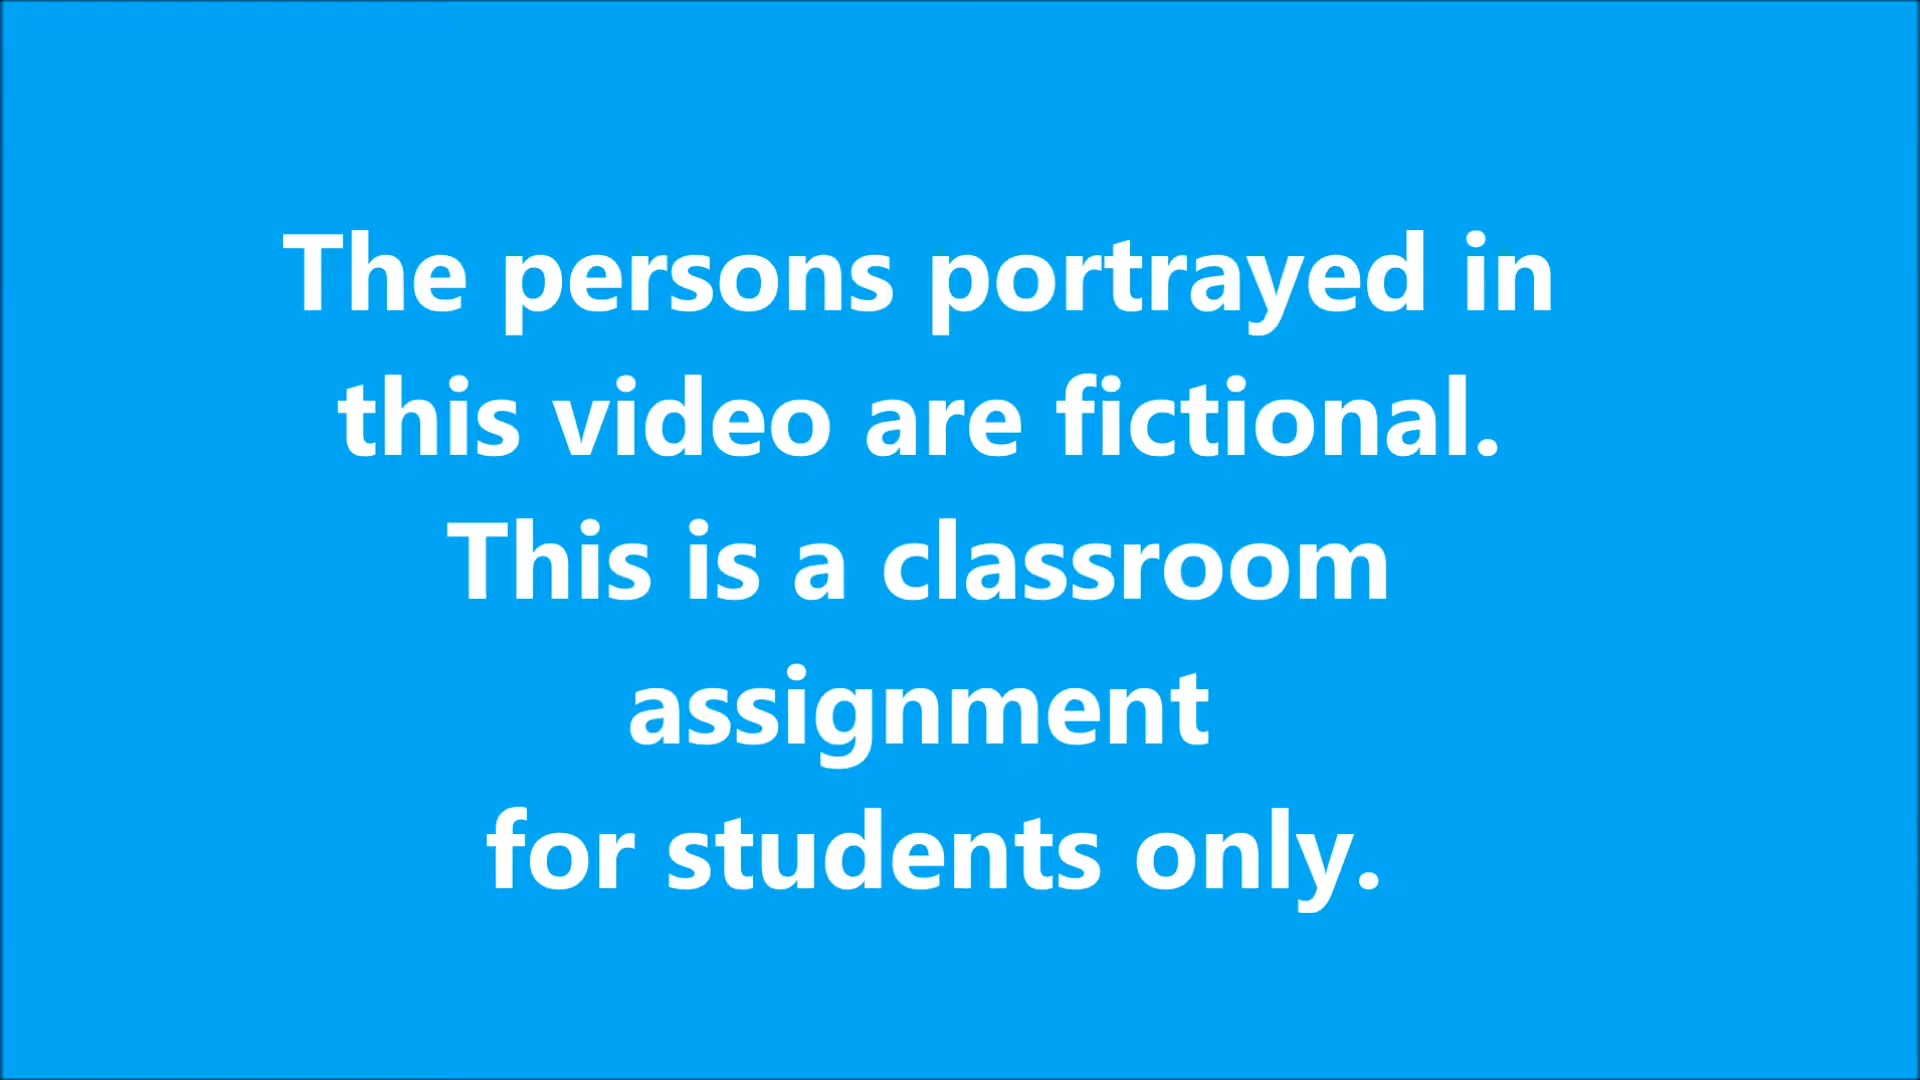 The persons portrayed in
this video are fictional.
This is a classroom
assignment
for students only.